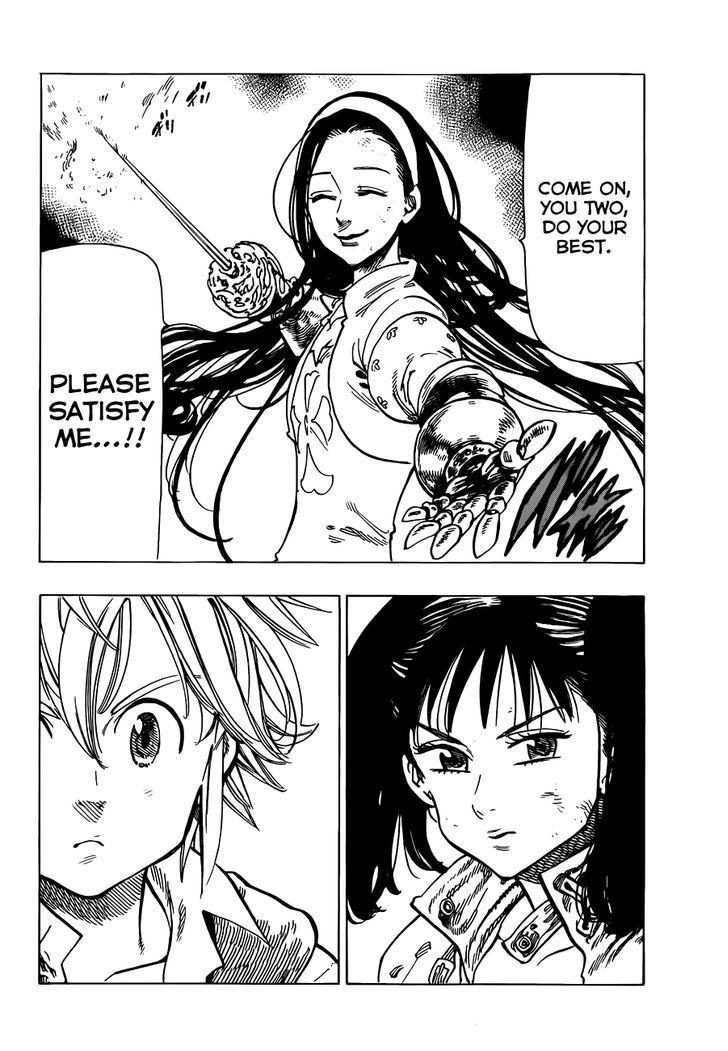 COME ON,
YOU TWO,
DO YOUR
BEST.
PLEASE
SATISFY
ME...!!